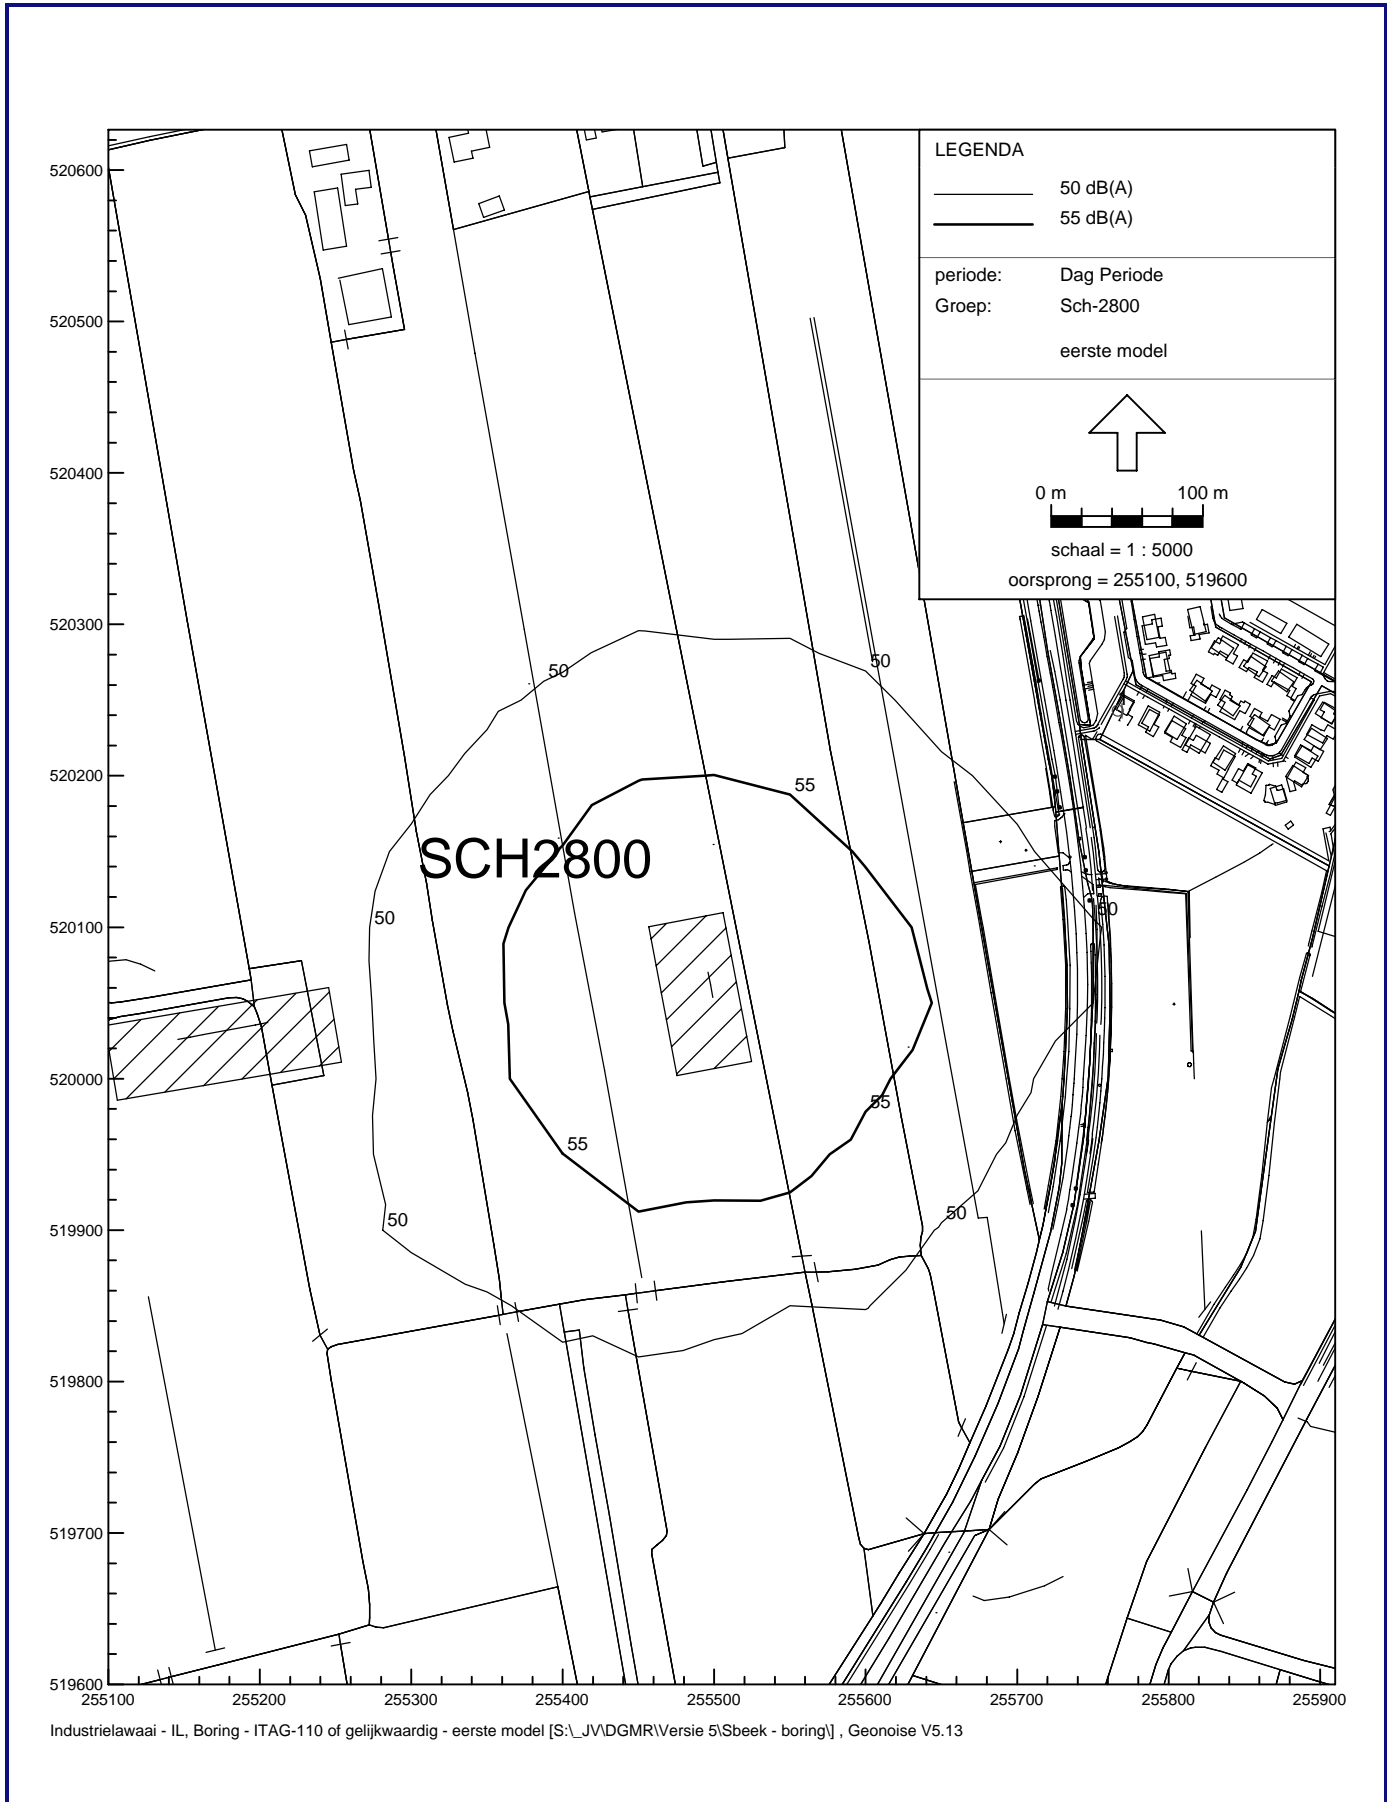 LEGENDA
50 dB(A)
55 dB(A)
periode: Dag Periode
Groep: Sch-2800
eerste model
0 m 100 m
schaal = 1 : 5000
oorsprong = 255100, 519600
520600
520500
520400
520300
520200
520100
520000
519900
519800
519700
519600
50
50
55
SCH2800
50
50
55
55
50
50
255100 255200 255300 255400 255500 255600 255700 255800 255900
Industrielawaai - IL, Boring - ITAG-110 of gelijkwaardig - eerste model [S:\_JV\DGMR\Versie 5\Sbeek - boring\] , Geonoise V5.13